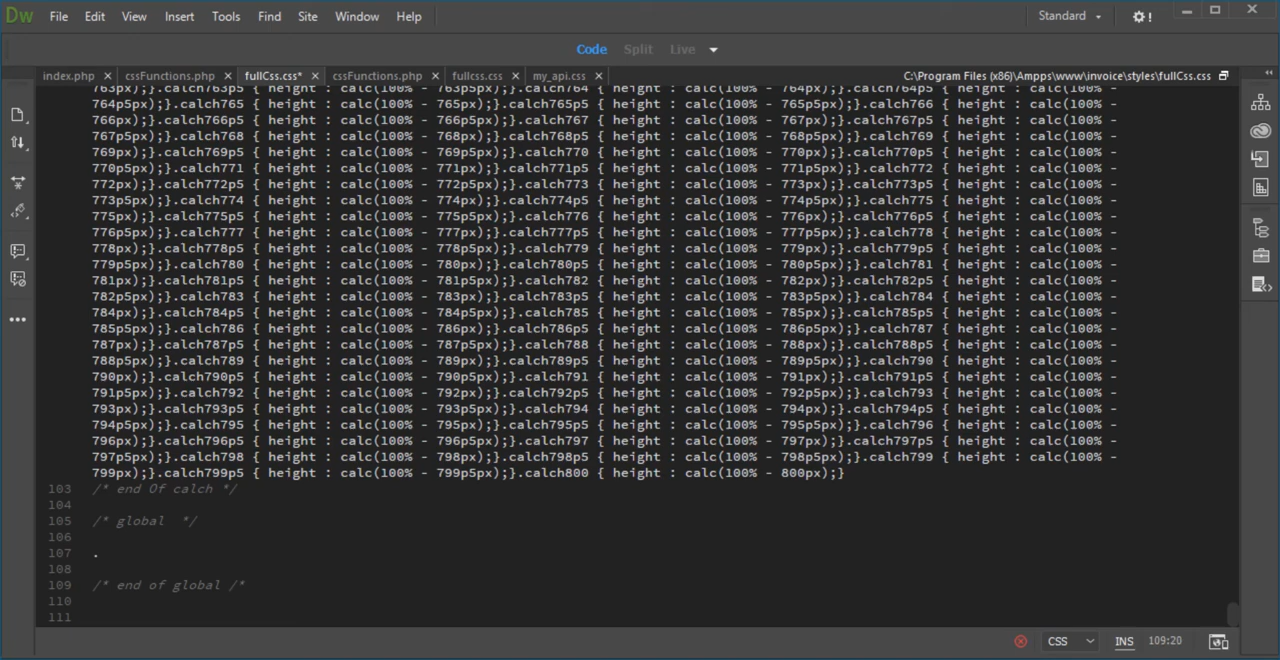 Dw File Edit View Insert Tools Find Site Window Help Standard !
Code Split Live
index.php × cssFunctions.php × fullCss.css* × cssFunctions.php × fullcss.css × my_api.css × C:\Program Files (x86)\Ampps\www\invoice\styles\fullCss.css
763px);}.calch763p5 { height : calc(100% - 763p5px);}.calch764 { height : calc(100% - 764px);}.calch764p5 { height : calc(100% -
764p5px);}.calch765 { height : calc(100% - 765px);}.calch765p5 { height : calc(100% - 765p5px);}.calch766 { height : calc(100% -
766px);}.calch766p5 { height : calc(100% - 766p5px);}.calch767 { height : calc(100% - 767px);}.calch767p5 { height : calc(100% -
767p5px);}.calch768 { height : calc(100% - 768px);}.calch768p5 { height : calc(100% - 768p5px);}.calch769 { height : calc(100% -
769px);}.calch769p5 { height : calc(100% - 769p5px);}.calch770 { height : calc(100% - 770px);}.calch770p5 { height : calc(100% -
770p5px);}.calch771 { height : calc(100% - 771px);}.calch771p5 { height : calc(100% - 771p5px);}.calch772 { height : calc(100% -
772px);}.calch772p5 { height : calc(100% - 772p5px);}.calch773 { height : calc(100% - 773px);}.calch773p5 { height : calc(100% -
773p5px);}.calch774 { height : calc(100% - 774px);}.calch774p5 { height : calc(100% - 774p5px);}.calch775 { height : calc(100% -
775px);}.calch775p5 { height : calc(100% - 775p5px);}.calch776 { height : calc(100% - 776px);}.calch776p5 { height : calc(100% -
776p5px);}.calch777 { height : calc(100% - 777px);}.calch777p5 { height : calc(100% - 777p5px);}.calch778 { height : calc(100% -
778px);}.calch778p5 { height : calc(100% - 778p5px);}.calch779 { height : calc(100% - 779px);}.calch779p5 { height : calc(100% -
779p5px);}.calch780 { height : calc(100% - 780px);}.calch780p5 { height : calc(100% - 780p5px);}.calch781 { height : calc(100% -
781px);}.calch781p5 { height : calc(100% - 781p5px);}.calch782 { height : calc(100% - 782px);}.calch782p5 { height : calc(100% -
782p5px);}.calch783 { height : calc(100% - 783px);}.calch783p5 { height : calc(100% - 783p5px);}.calch784 { height : calc(100% -
784px);}.calch784p5 { height : calc(100% - 784p5px);}.calch785 { height : calc(100% - 785px);}.calch785p5 { height : calc(100% -
785p5px);}.calch786 { height : calc(100% - 786px);}.calch786p5 { height : calc(100% - 786p5px);}.calch787 { height : calc(100% -
787px);}.calch787p5 { height : calc(100% - 787p5px);}.calch788 { height : calc(100% - 788px);}.calch788p5 { height : calc(100% -
788p5px);}.calch789 { height : calc(100% - 789px);}.calch789p5 { height : calc(100% - 789p5px);}.calch790 { height : calc(100% -
790px);}.calch790p5 { height : calc(100% - 790p5px);}.calch791 { height : calc(100% - 791px);}.calch791p5 { height : calc(100% -
791p5px);}.calch792 { height : calc(100% - 792px);}.calch792p5 { height : calc(100% - 792p5px);}.calch793 { height : calc(100% -
793px);}.calch793p5 { height : calc(100% - 793p5px);}.calch794 { height : calc(100% - 794px);}.calch794p5 { height : calc(100% -
794p5px);}.calch795 { height : calc(100% - 795px);}.calch795p5 { height : calc(100% - 795p5px);}.calch796 { height : calc(100% -
796px);}.calch796p5 { height : calc(100% - 796p5px);}.calch797 { height : calc(100% - 797px);}.calch797p5 { height : calc(100% -
797p5px);}.calch798 { height : calc(100% - 798px);}.calch798p5 { height : calc(100% - 798p5px);}.calch799 { height : calc(100% -
799px);}.calch799p5 { height : calc(100% - 799p5px);}.calch800 { height : calc(100% - 800px);}
103 /* end Of calch */
104
105 /* global  */
106
107 .
108
109 /* end of global /*
110
111
CSS INS 109:20